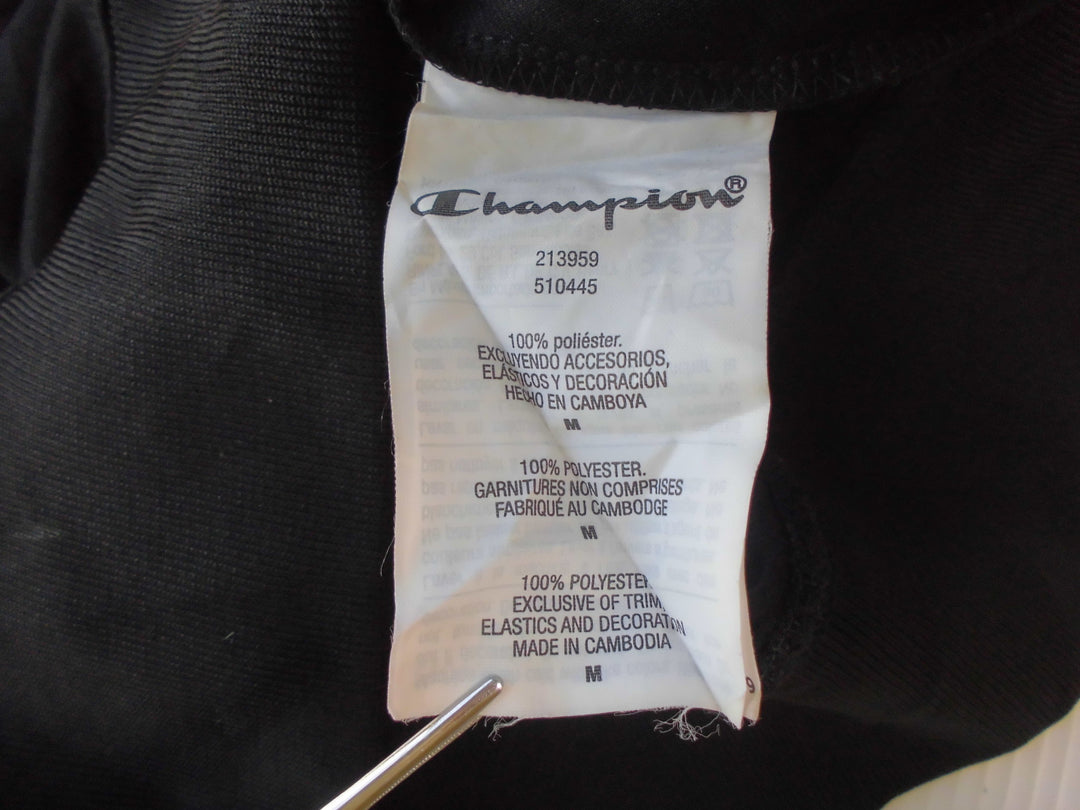 Champion®
213959
510445
100% poliéster.
EXCLUYENDO ACCESORIOS,
ELÁSTICOS Y DECORACIÓN
HECHO EN CAMBOYA
M
100% POLYESTER.
GARNITURES NON COMPRISES
FABRIQUÉ AU CAMBODGE
M
100% POLYESTER
EXCLUSIVE OF TRIM,
ELASTICS AND DECORATION
MADE IN CAMBODIA
M
9